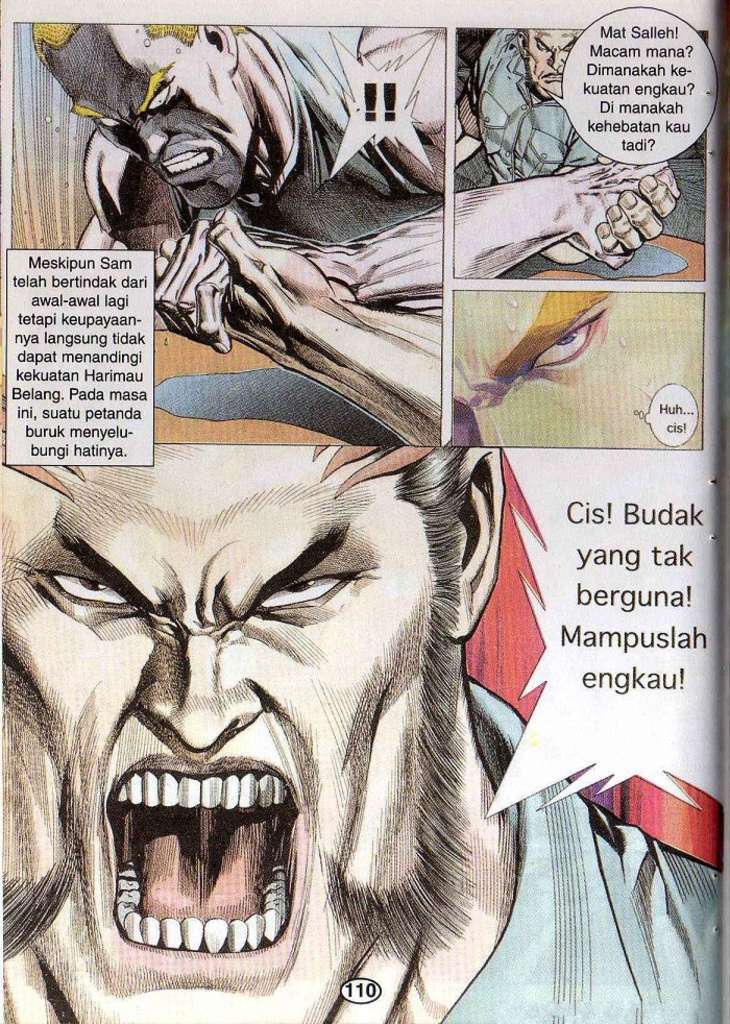 !!
Mat Salleh!
Macam mana?
Dimanakah ke-
kuatan engkau?
Di manakah
kehebatan kau
tadi?
Meskipun Sam
telah bertindak dari
awal-awal lagi
tetapi keupayaan-
nya langsung tidak
dapat menandingi
kekuatan Harimau
Belang. Pada masa
ini, suatu petanda
buruk menyelu-
bungi hatinya.
Huh...
cis!
Cis! Budak
yang tak
berguna!
Mampuslah
engkau!
110